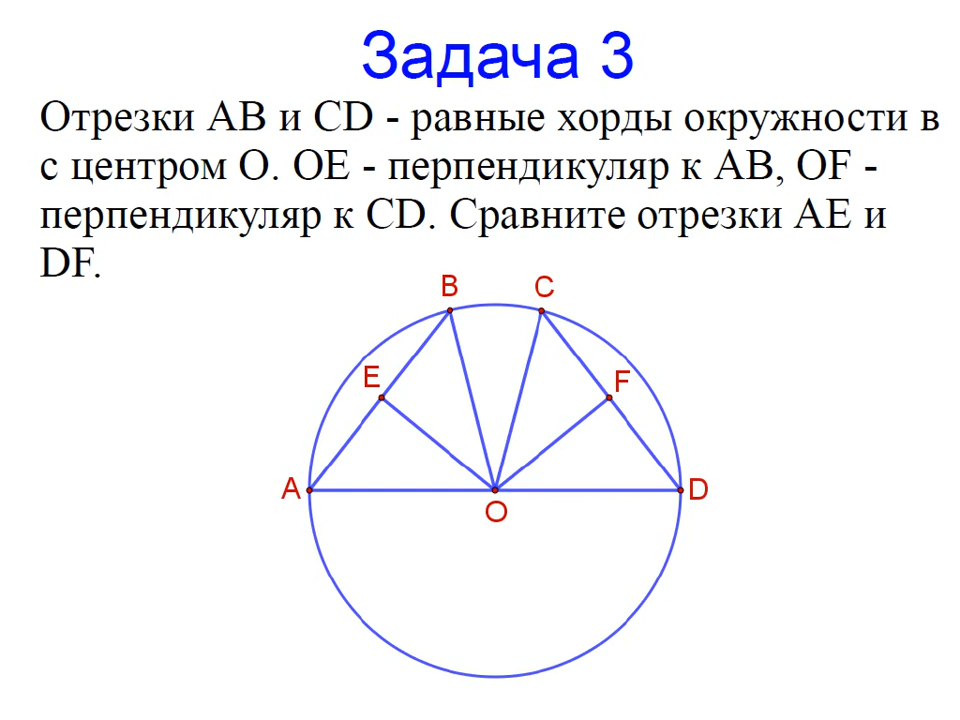 Задача 3
Отрезки AB и CD - равные хорды окружности в
с центром O. OE - перпендикуляр к AB, OF -
перпендикуляр к CD. Сравните отрезки AE и
DF.
B C
E F
A D
O